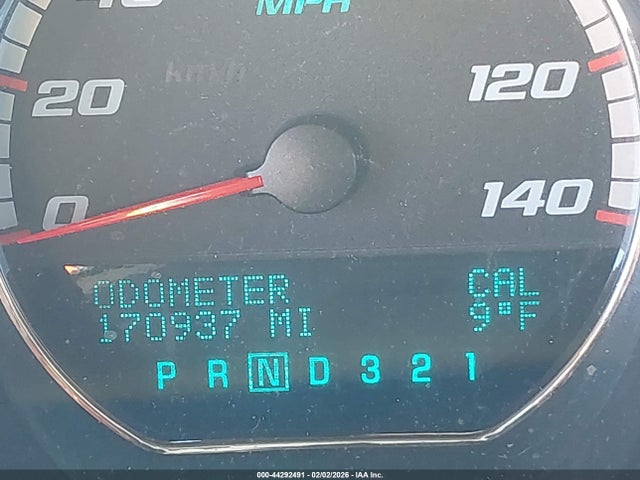 MPH
km/h
20
120
0
140
ODOMETER CAL
170937 MI 9°F
P R N D 3 2 1
000-44292491 - 02/02/2026 - IAA Inc.